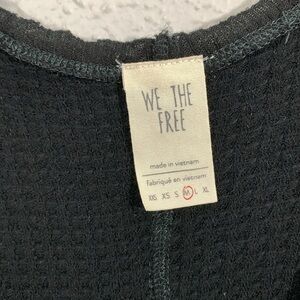 WE THE
FREE
made in vietnam
fabriqué en vietnam
XXS XS S M L XL